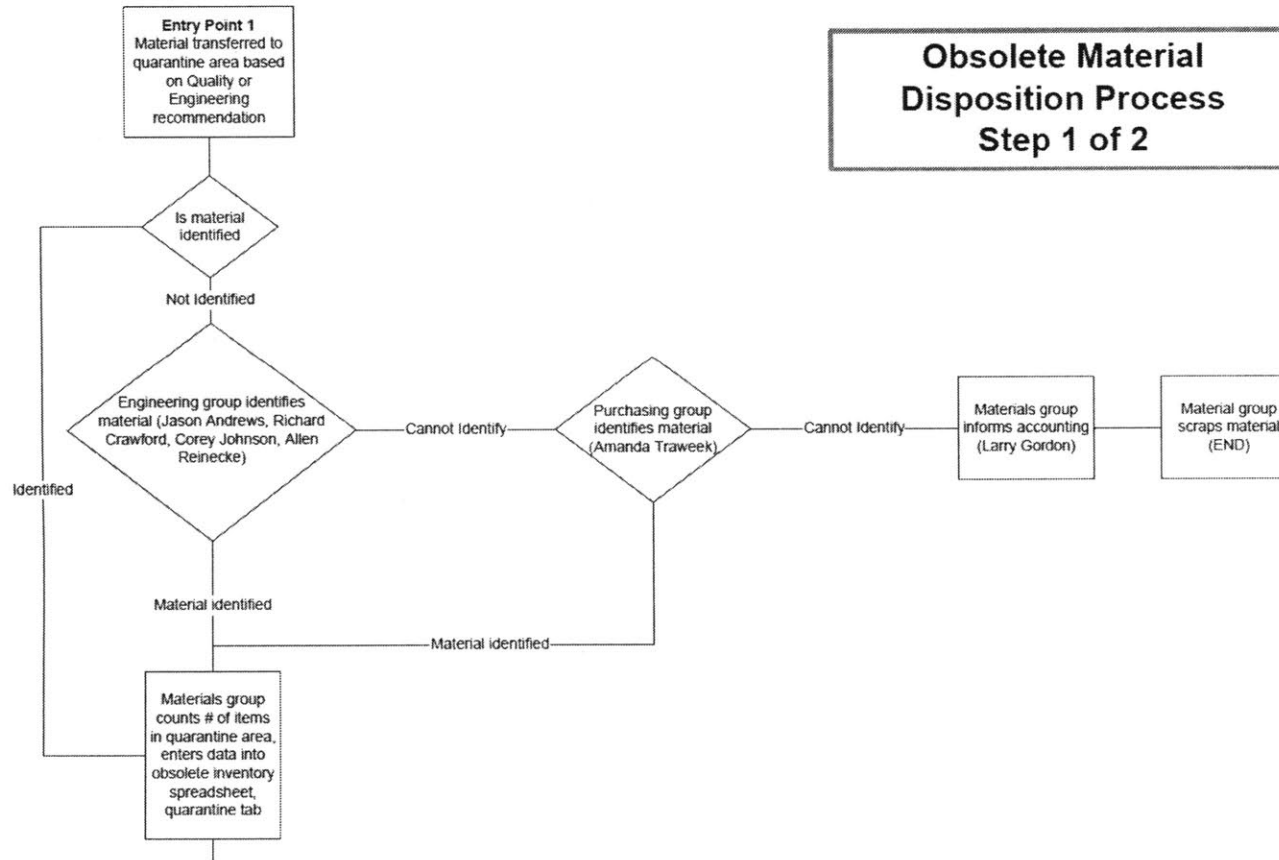 Entry Point 1
Material transferred to
quarantine area based
on Quality or
Engineering
recommendation
Obsolete Material
Disposition Process
Step 1 of 2
Is material
identified
Not Identified
Engineering group identifies
material (Jason Andrews, Richard
Crawford, Corey Johnson, Allen
Reinecke)
Cannot Identify
Purchasing group
identifies material
(Amanda Traweek)
Cannot Identify
Materials group
informs accounting
(Larry Gordon)
Material group
scraps material
(END)
Identified
Material identified
Material identified
Materials group
counts # of items
in quarantine area,
enters data into
obsolete inventory
spreadsheet,
quarantine tab